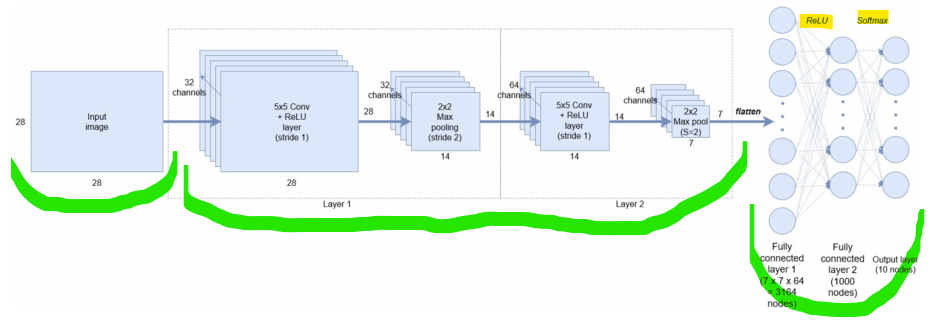 ReLU
Softmax
28
Input
image
28
32
channels
5x5 Conv
+ ReLU
layer
(stride 1)
28
28
32
channels
2x2
Max
pooling
(stride 2)
14
14
64
channels
5x5 Conv
+ ReLU
layer
(stride 1)
14
14
64
channels
2x2
Max pool
(S=2)
7
7
flatten
Layer 1
Layer 2
Fully
connected
layer 1
(7 x 7 x 64
= 3164
nodes)
Fully
connected
layer 2
(1000
nodes)
Output layer
(10 nodes)